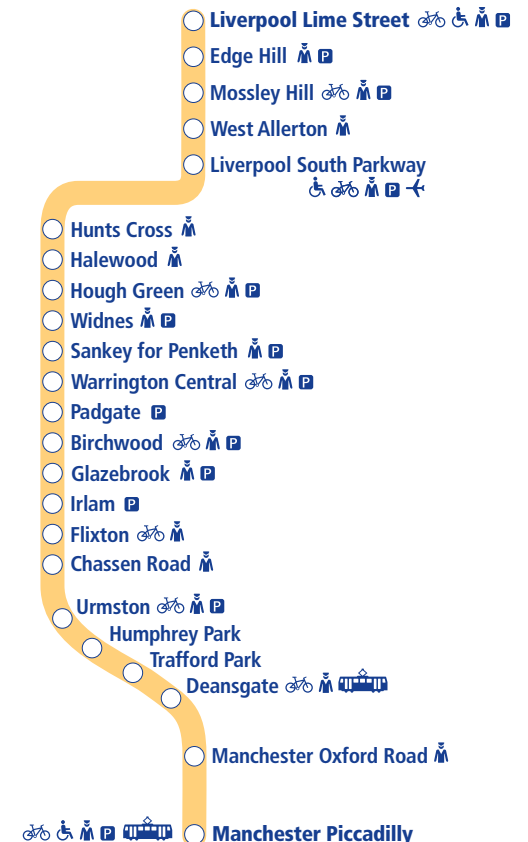 Liverpool Lime Street P
Edge Hill P
Mossley Hill P
West Allerton
Liverpool South Parkway
P
Hunts Cross
Halewood
Hough Green P
Widnes P
Sankey for Penketh P
Warrington Central P
Padgate P
Birchwood P
Glazebrook P
Irlam P
Flixton
Chassen Road
Urmston P
Humphrey Park
Trafford Park
Deansgate
Manchester Oxford Road
P Manchester Piccadilly